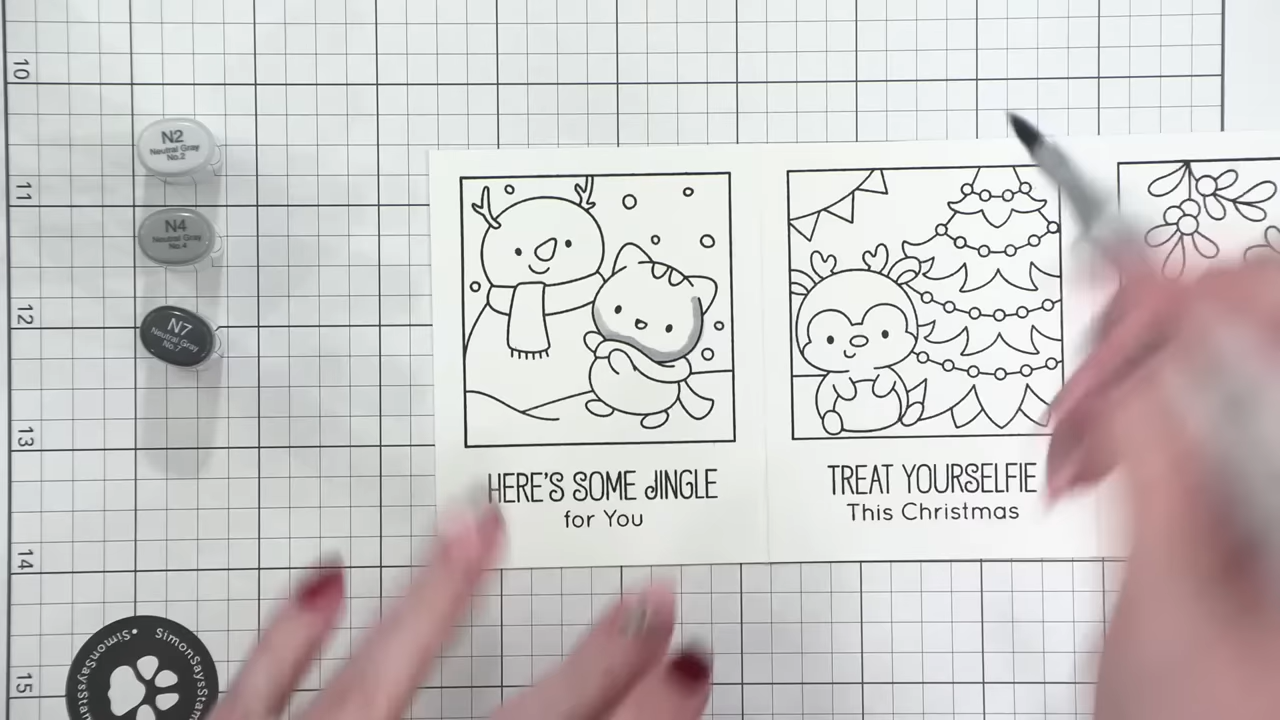 10
11
12
13
14
15
N2
Neutral Gray
No.2
N4
Neutral Gray
No.4
N7
Neutral Gray
No.7
HERE'S SOME JINGLE
for You
TREAT YOURSELFIE
This Christmas
SimonSaysStam